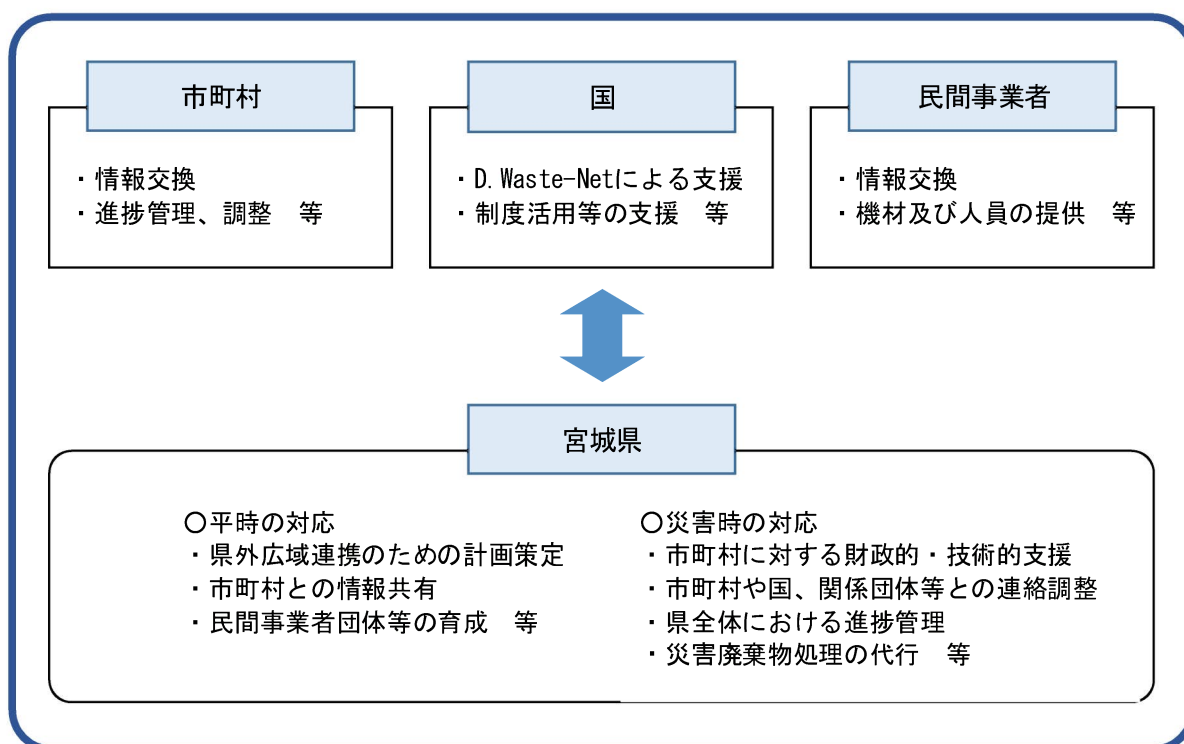 市町村
・情報交換
・進捗管理、調整　等
国
・D.Waste-Netによる支援
・制度活用等の支援　等
民間事業者
・情報交換
・機材及び人員の提供　等
宮城県
〇平時の対応
・県外広域連携のための計画策定
・市町村との情報共有
・民間事業者団体等の育成　等
〇災害時の対応
・市町村に対する財政的・技術的支援
・市町村や国、関係団体等との連絡調整
・県全体における進捗管理
・災害廃棄物処理の代行　等